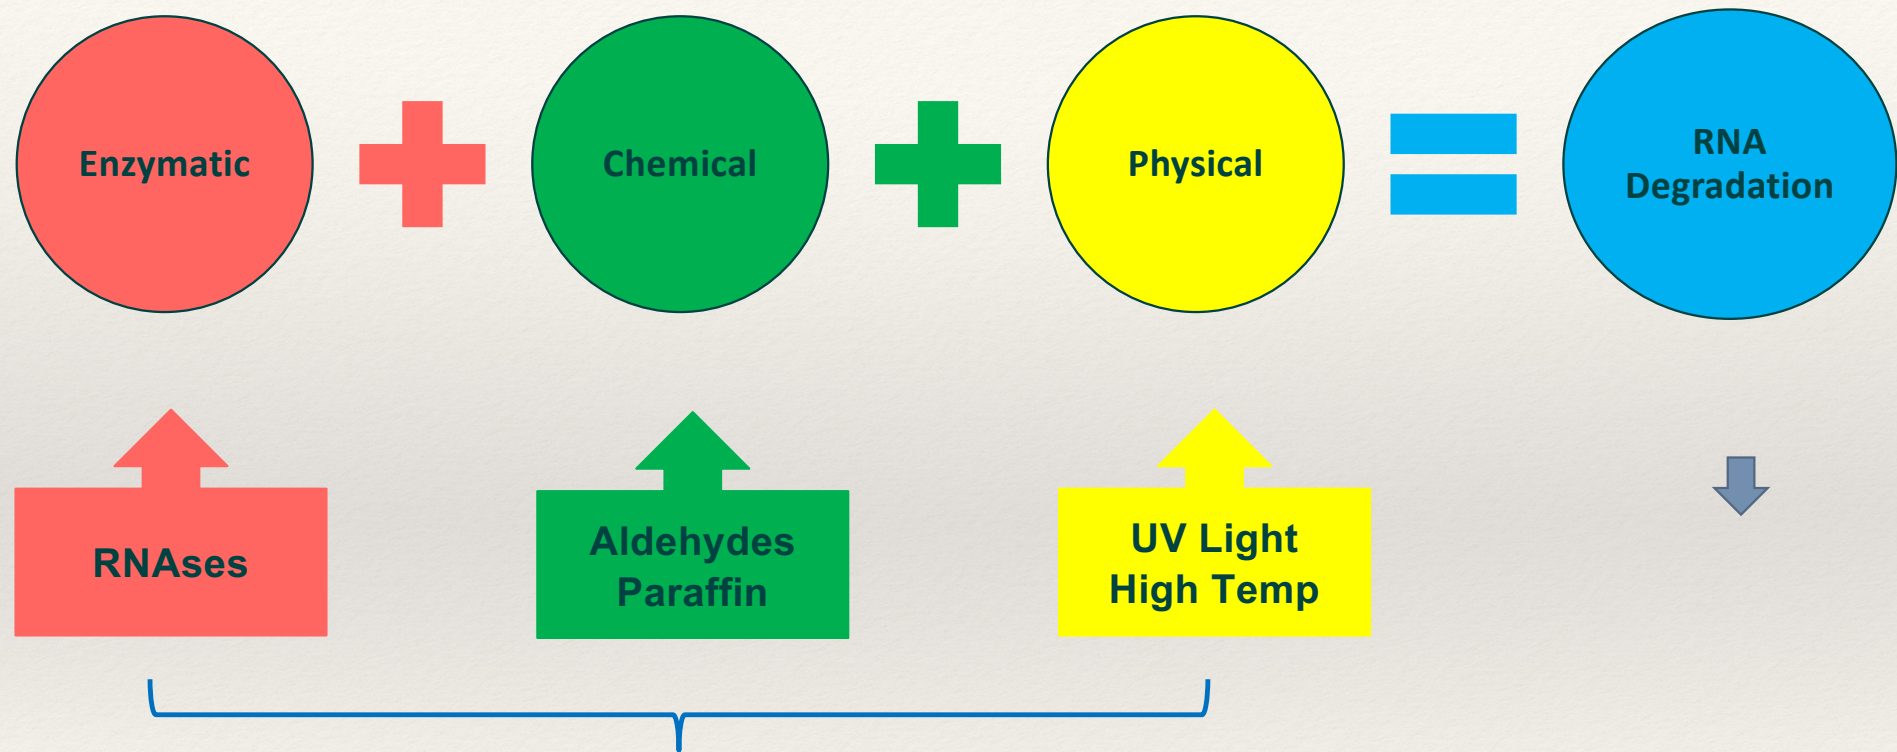 Enzymatic
Chemical
Physical
RNA
Degradation
RNAses
Aldehydes
Paraffin
UV Light
High Temp